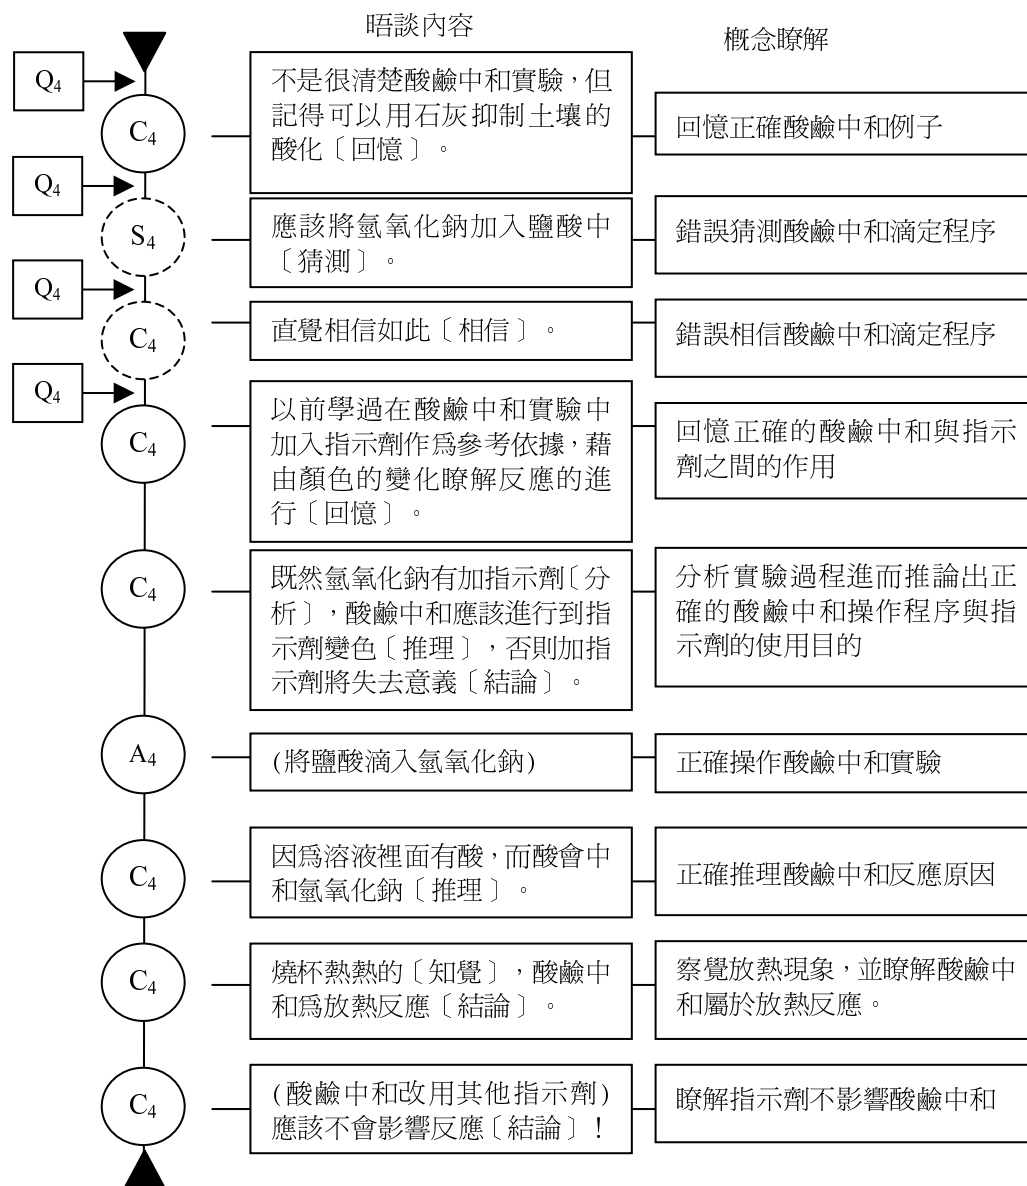 晤談內容
概念瞭解
Q4
C4
不是很清楚酸鹼中和實驗，但
記得可以用石灰抑制土壤的
酸化〔回憶〕。
回憶正確酸鹼中和例子
Q4
S4
應該將氫氧化鈉加入鹽酸中
〔猜測〕。
錯誤猜測酸鹼中和滴定程序
Q4
C4
直覺相信如此〔相信〕。
錯誤相信酸鹼中和滴定程序
Q4
C4
以前學過在酸鹼中和實驗中
加入指示劑作爲參考依據，藉
由顏色的變化瞭解反應的進
行〔回憶〕。
回憶正確的酸鹼中和與指示
劑之間的作用
C4
既然氫氧化鈉有加指示劑〔分
析〕，酸鹼中和應該進行到指
示劑變色〔推理〕，否則加指
示劑將失去意義〔結論〕。
分析實驗過程進而推論出正
確的酸鹼中和操作程序與指
示劑的使用目的
A4
(將鹽酸滴入氫氧化鈉)
正確操作酸鹼中和實驗
C4
因爲溶液裡面有酸，而酸會中
和氫氧化鈉〔推理〕。
正確推理酸鹼中和反應原因
C4
燒杯熱熱的〔知覺〕，酸鹼中
和爲放熱反應〔結論〕。
察覺放熱現象，並瞭解酸鹼中
和屬於放熱反應。
C4
(酸鹼中和改用其他指示劑)
應該不會影響反應〔結論〕！
瞭解指示劑不影響酸鹼中和